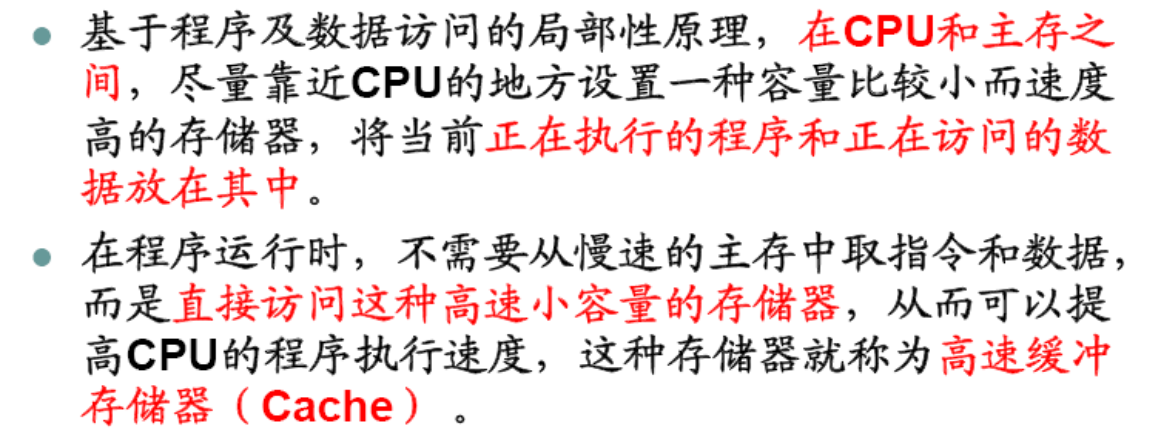 基于程序及数据访问的局部性原理，在CPU和主存之
间，尽量靠近CPU的地方设置一种容量比较小而速度
高的存储器，将当前正在执行的程序和正在访问的数
据放在其中。
在程序运行时，不需要从慢速的主存中取指令和数据，
而是直接访问这种高速小容量的存储器，从而可以提
高CPU的程序执行速度，这种存储器就称为高速缓冲
存储器（Cache）。